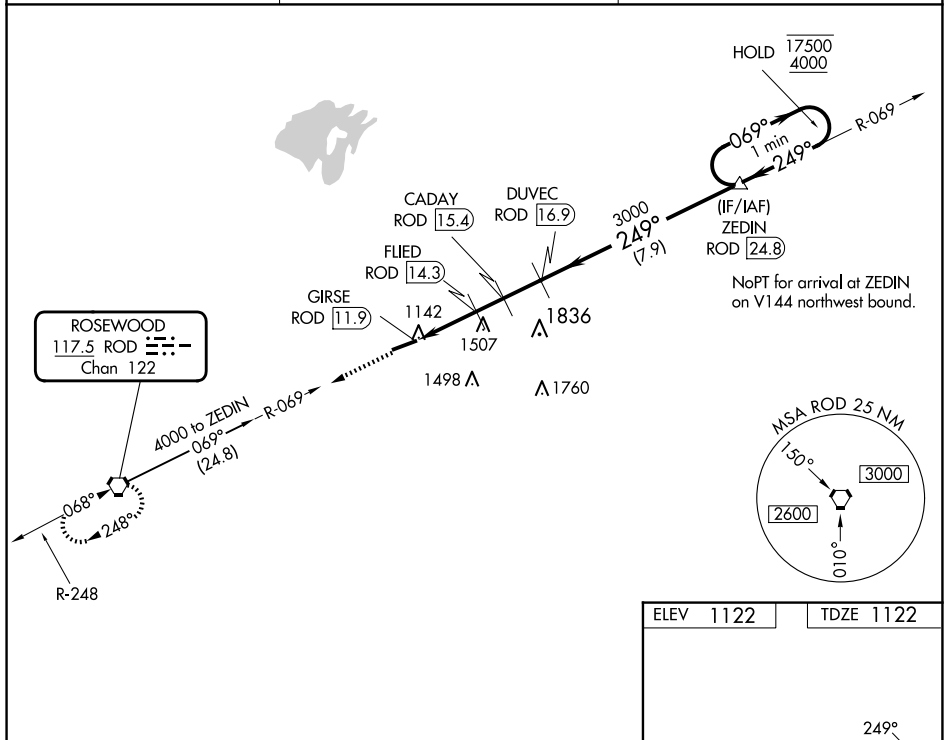 HOLD
17500
4000
069°
1 min
249°
R-069
(IF/IAF)
ZEDIN
ROD 24.8
NoPT for arrival at ZEDIN
on V144 northwest bound.
3000
249°
(7.9)
DUVEC
ROD 16.9
CADAY
ROD 15.4
FLIED
ROD 14.3
GIRSE
ROD 11.9
1142
1507
1836
1498
1760
ROSEWOOD
117.5 ROD
Chan 122
4000 to ZEDIN
069°
(24.8)
R-069
068°
248°
R-248
MSA ROD 25 NM
150°
3000
2600
010°
ELEV 1122
TDZE 1122
249°